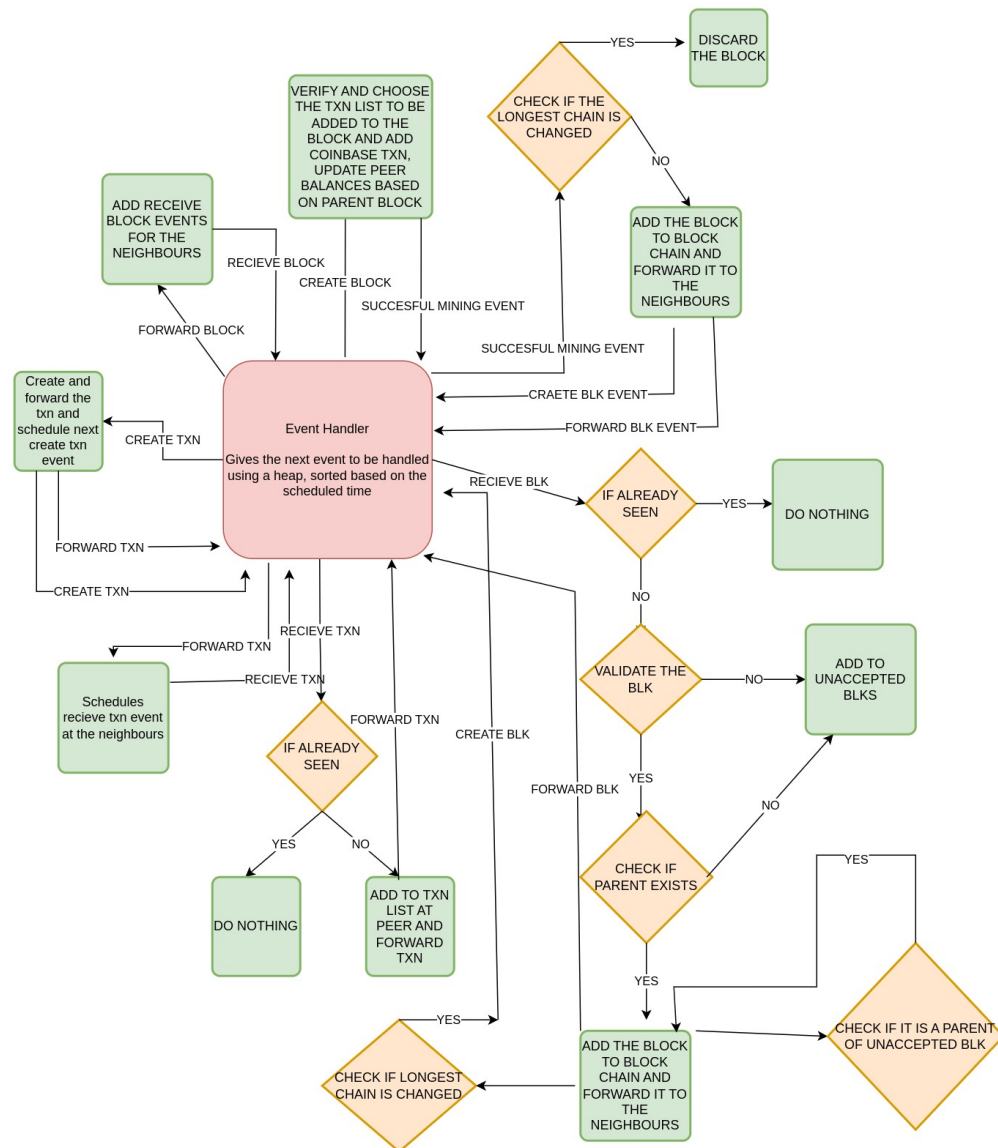 YES
DISCARD
THE BLOCK
CHECK IF THE
LONGEST CHAIN IS
CHANGED
NO
VERIFY AND CHOOSE
THE TXN LIST TO BE
ADDED TO THE
BLOCK AND ADD
COINBASE TXN,
UPDATE PEER
BALANCES BASED
ON PARENT BLOCK
ADD RECEIVE
BLOCK EVENTS
FOR THE
NEIGHBOURS
ADD THE BLOCK
TO BLOCK
CHAIN AND
FORWARD IT TO
THE
NEIGHBOURS
RECIEVE BLOCK
CREATE BLOCK
SUCCESFUL MINING EVENT
FORWARD BLOCK
SUCCESFUL MINING EVENT
CRAETE BLK EVENT
FORWARD BLK EVENT
Create and
forward the
txn and
schedule next
create txn
event
CREATE TXN
Event Handler
Gives the next event to be handled
using a heap, sorted based on the
scheduled time
RECIEVE BLK
IF ALREADY
SEEN
YES
DO NOTHING
FORWARD TXN
CREATE TXN
NO
FORWARD TXN
RECIEVE TXN
RECIEVE TXN
Schedules
recieve txn event
at the neighbours
VALIDATE THE
BLK
NO
ADD TO
UNACCEPTED
BLKS
FORWARD TXN
CREATE BLK
IF ALREADY
SEEN
YES
FORWARD BLK
NO
YES
NO
CHECK IF
PARENT EXISTS
YES
DO NOTHING
ADD TO TXN
LIST AT
PEER AND
FORWARD
TXN
YES
YES
CHECK IF IT IS A PARENT
OF UNACCEPTED BLK
ADD THE BLOCK
TO BLOCK
CHAIN AND
FORWARD IT TO
THE
NEIGHBOURS
CHECK IF LONGEST
CHAIN IS CHANGED